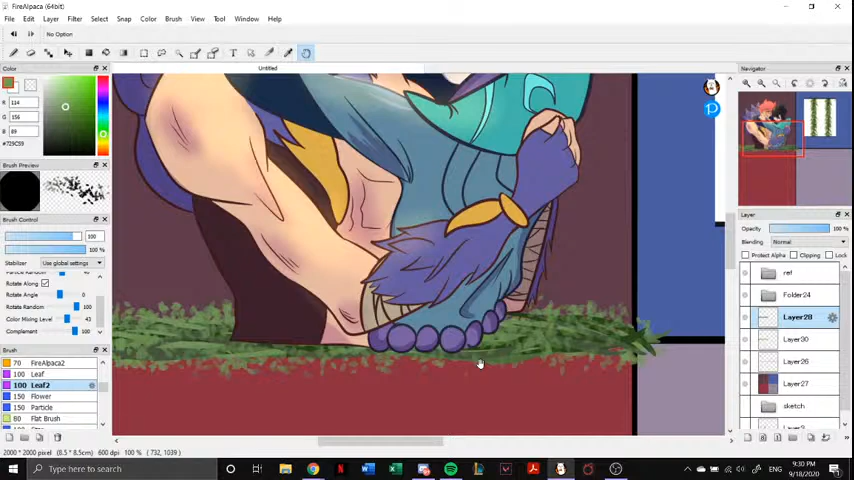 FireAlpaca (64bit)
File Edit Layer Filter Select Snap Color Brush View Tool Window Help
No Option
Untitled
Color
R 114
G 156
B 89
#729C59
Brush Preview
Brush Control
100
100 %
Stabilizer Use global settings
Particle Random
Rotate Along
Rotate Angle 0
Rotate Random 100
Color Mixing Level 43
Complement 100
Brush
70 FireAlpaca2
100 Leaf
100 Leaf2
150 Flower
150 Particle
80 Flat Brush
2000 * 2000 pixel (8.5 * 8.5cm) 600 dpi 100 % ( 732, 1039 )
Navigator
Layer
Opacity 100 %
Blending Normal
Protect Alpha Clipping Lock
ref
Folder24
Layer28
Layer30
Layer26
Layer27
sketch
Type here to search
ENG
9:30 PM
9/18/2020